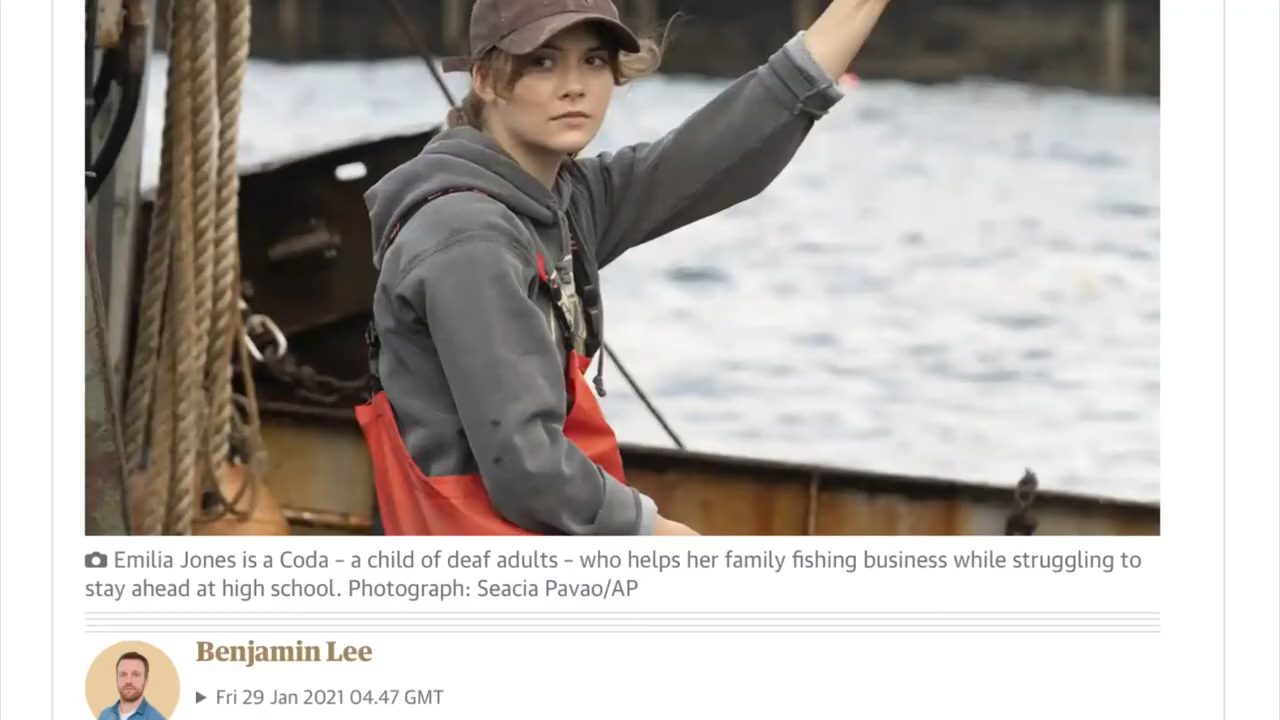 Emilia Jones is a Coda – a child of deaf adults – who helps her family fishing business while struggling to
stay ahead at high school. Photograph: Seacia Pavao/AP
Benjamin Lee
Fri 29 Jan 2021 04.47 GMT